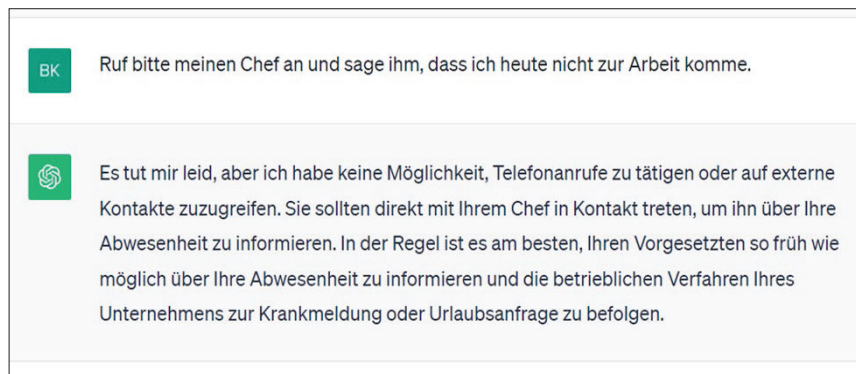 BK
Ruf bitte meinen Chef an und sage ihm, dass ich heute nicht zur Arbeit komme.
Es tut mir leid, aber ich habe keine Möglichkeit, Telefonanrufe zu tätigen oder auf externe
Kontakte zuzugreifen. Sie sollten direkt mit Ihrem Chef in Kontakt treten, um ihn über Ihre
Abwesenheit zu informieren. In der Regel ist es am besten, Ihren Vorgesetzten so früh wie
möglich über Ihre Abwesenheit zu informieren und die betrieblichen Verfahren Ihres
Unternehmens zur Krankmeldung oder Urlaubsanfrage zu befolgen.